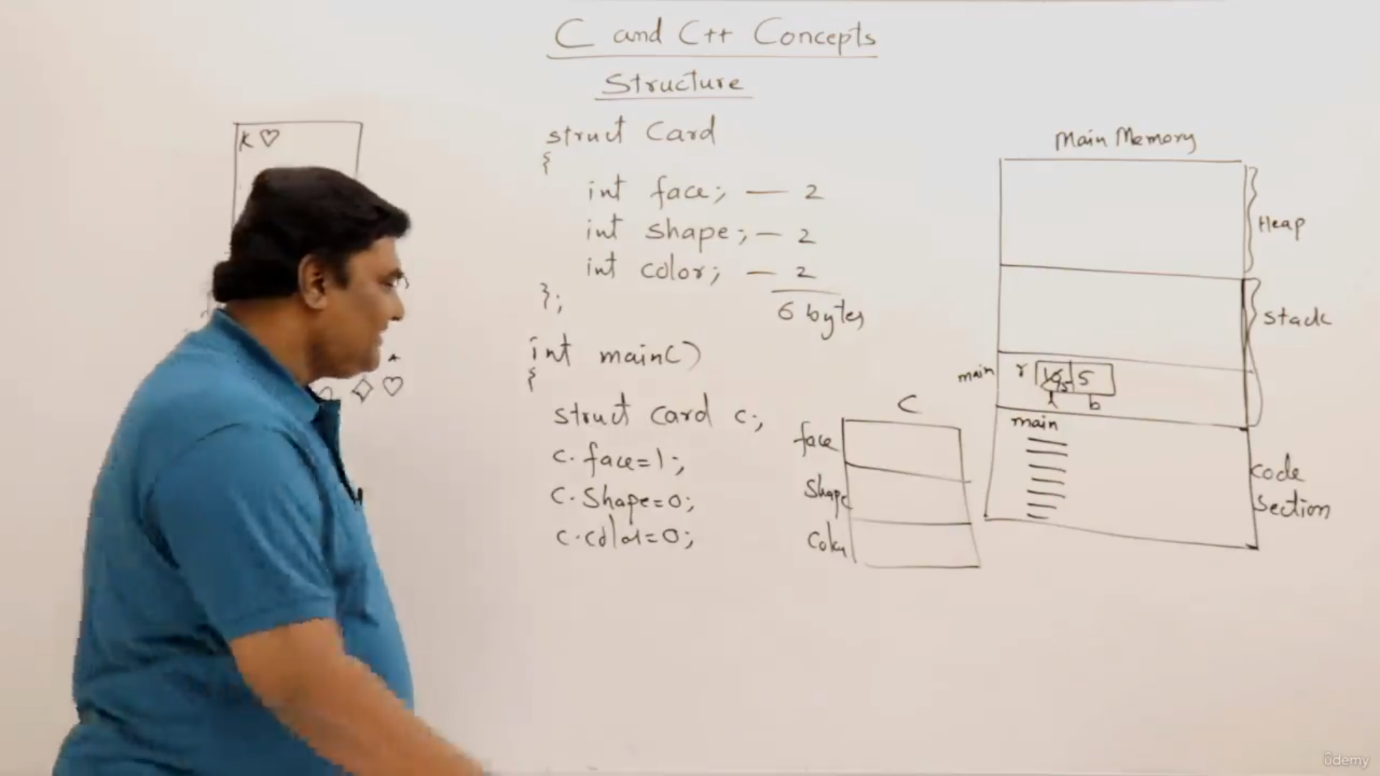 C and C++ Concepts
Structure
K♡
struct Card
{
int face; — 2
int shape; — 2
int color; — 2
};
6 bytes
int main()
{
struct Card c;
c.face=1;
c.shape=0;
c.color=0;
C
face
Shape
Color
Main Memory
Heap
Stack
main
r
5
l
b
main
Code
Section
ûdemy